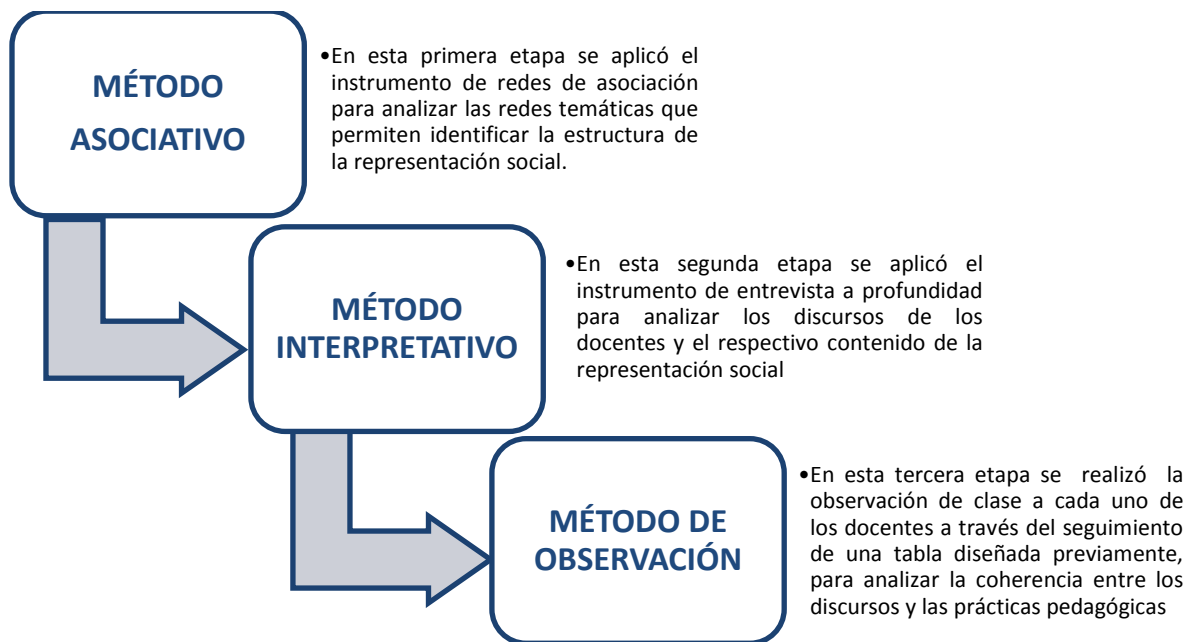 MÉTODO
ASOCIATIVO
•En esta primera etapa se aplicó el
instrumento de redes de asociación
para analizar las redes temáticas que
permiten identificar la estructura de
la representación social.
MÉTODO
INTERPRETATIVO
•En esta segunda etapa se aplicó el
instrumento de entrevista a profundidad
para analizar los discursos de los
docentes y el respectivo contenido de la
representación social
MÉTODO DE
OBSERVACIÓN
•En esta tercera etapa se realizó la
observación de clase a cada uno de
los docentes a través del seguimiento
de una tabla diseñada previamente,
para analizar la coherencia entre los
discursos y las prácticas pedagógicas